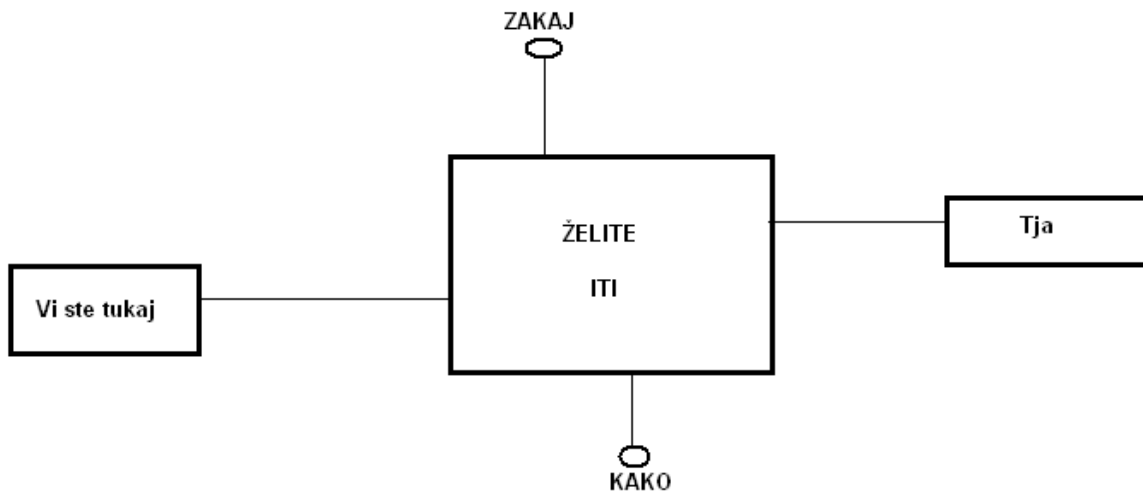 ZAKAJ
ŽELITE
ITI
Tja
Vi ste tukaj
KAKO